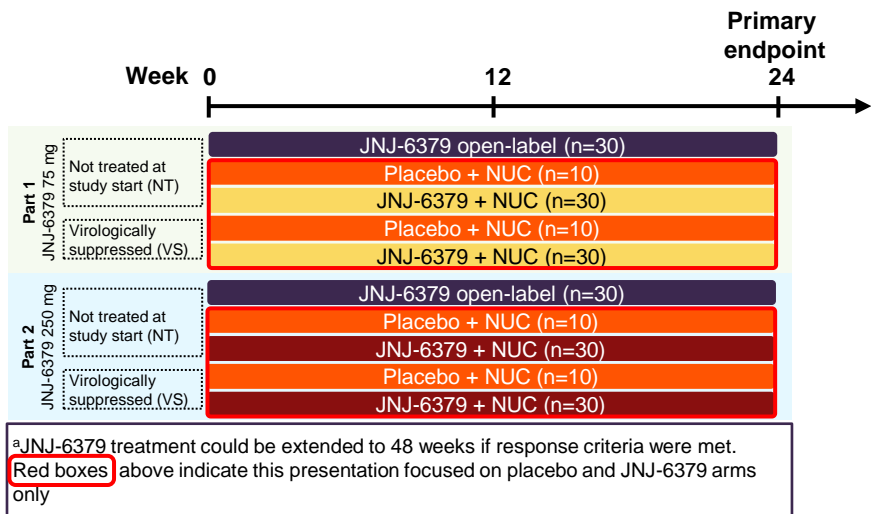 Primary
endpoint
Week 0 12 24
Part 1
JNJ-6379 75 mg
Not treated at
study start (NT)
Virologically
suppressed (VS)
JNJ-6379 open-label (n=30)
Placebo + NUC (n=10)
JNJ-6379 + NUC (n=30)
Placebo + NUC (n=10)
JNJ-6379 + NUC (n=30)
Part 2
JNJ-6379 250 mg
Not treated at
study start (NT)
Virologically
suppressed (VS)
JNJ-6379 open-label (n=30)
Placebo + NUC (n=10)
JNJ-6379 + NUC (n=30)
Placebo + NUC (n=10)
JNJ-6379 + NUC (n=30)
ᵃJNJ-6379 treatment could be extended to 48 weeks if response criteria were met.
Red boxes above indicate this presentation focused on placebo and JNJ-6379 arms
only